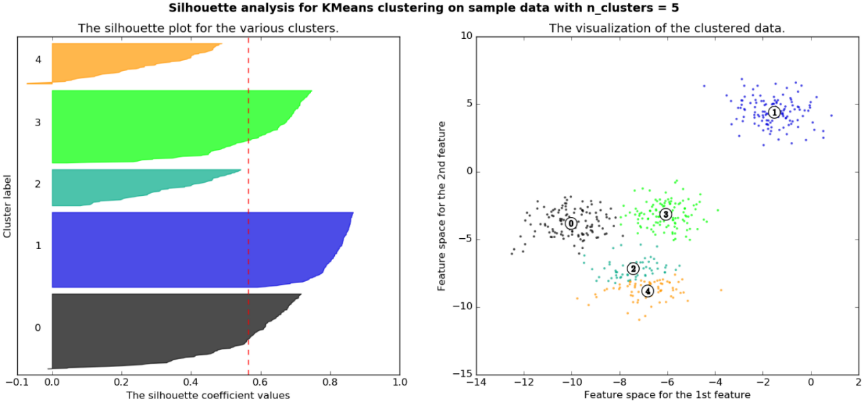 Silhouette analysis for KMeans clustering on sample data with n_clusters = 5
The silhouette plot for the various clusters.
Cluster label
4
3
2
1
0
−0.1 0.0 0.2 0.4 0.6 0.8 1.0
The silhouette coefficient values
The visualization of the clustered data.
Feature space for the 2nd feature
10
5
0
−5
−10
−15
1
0
3
2
4
−14 −12 −10 −8 −6 −4 −2 0 2
Feature space for the 1st feature